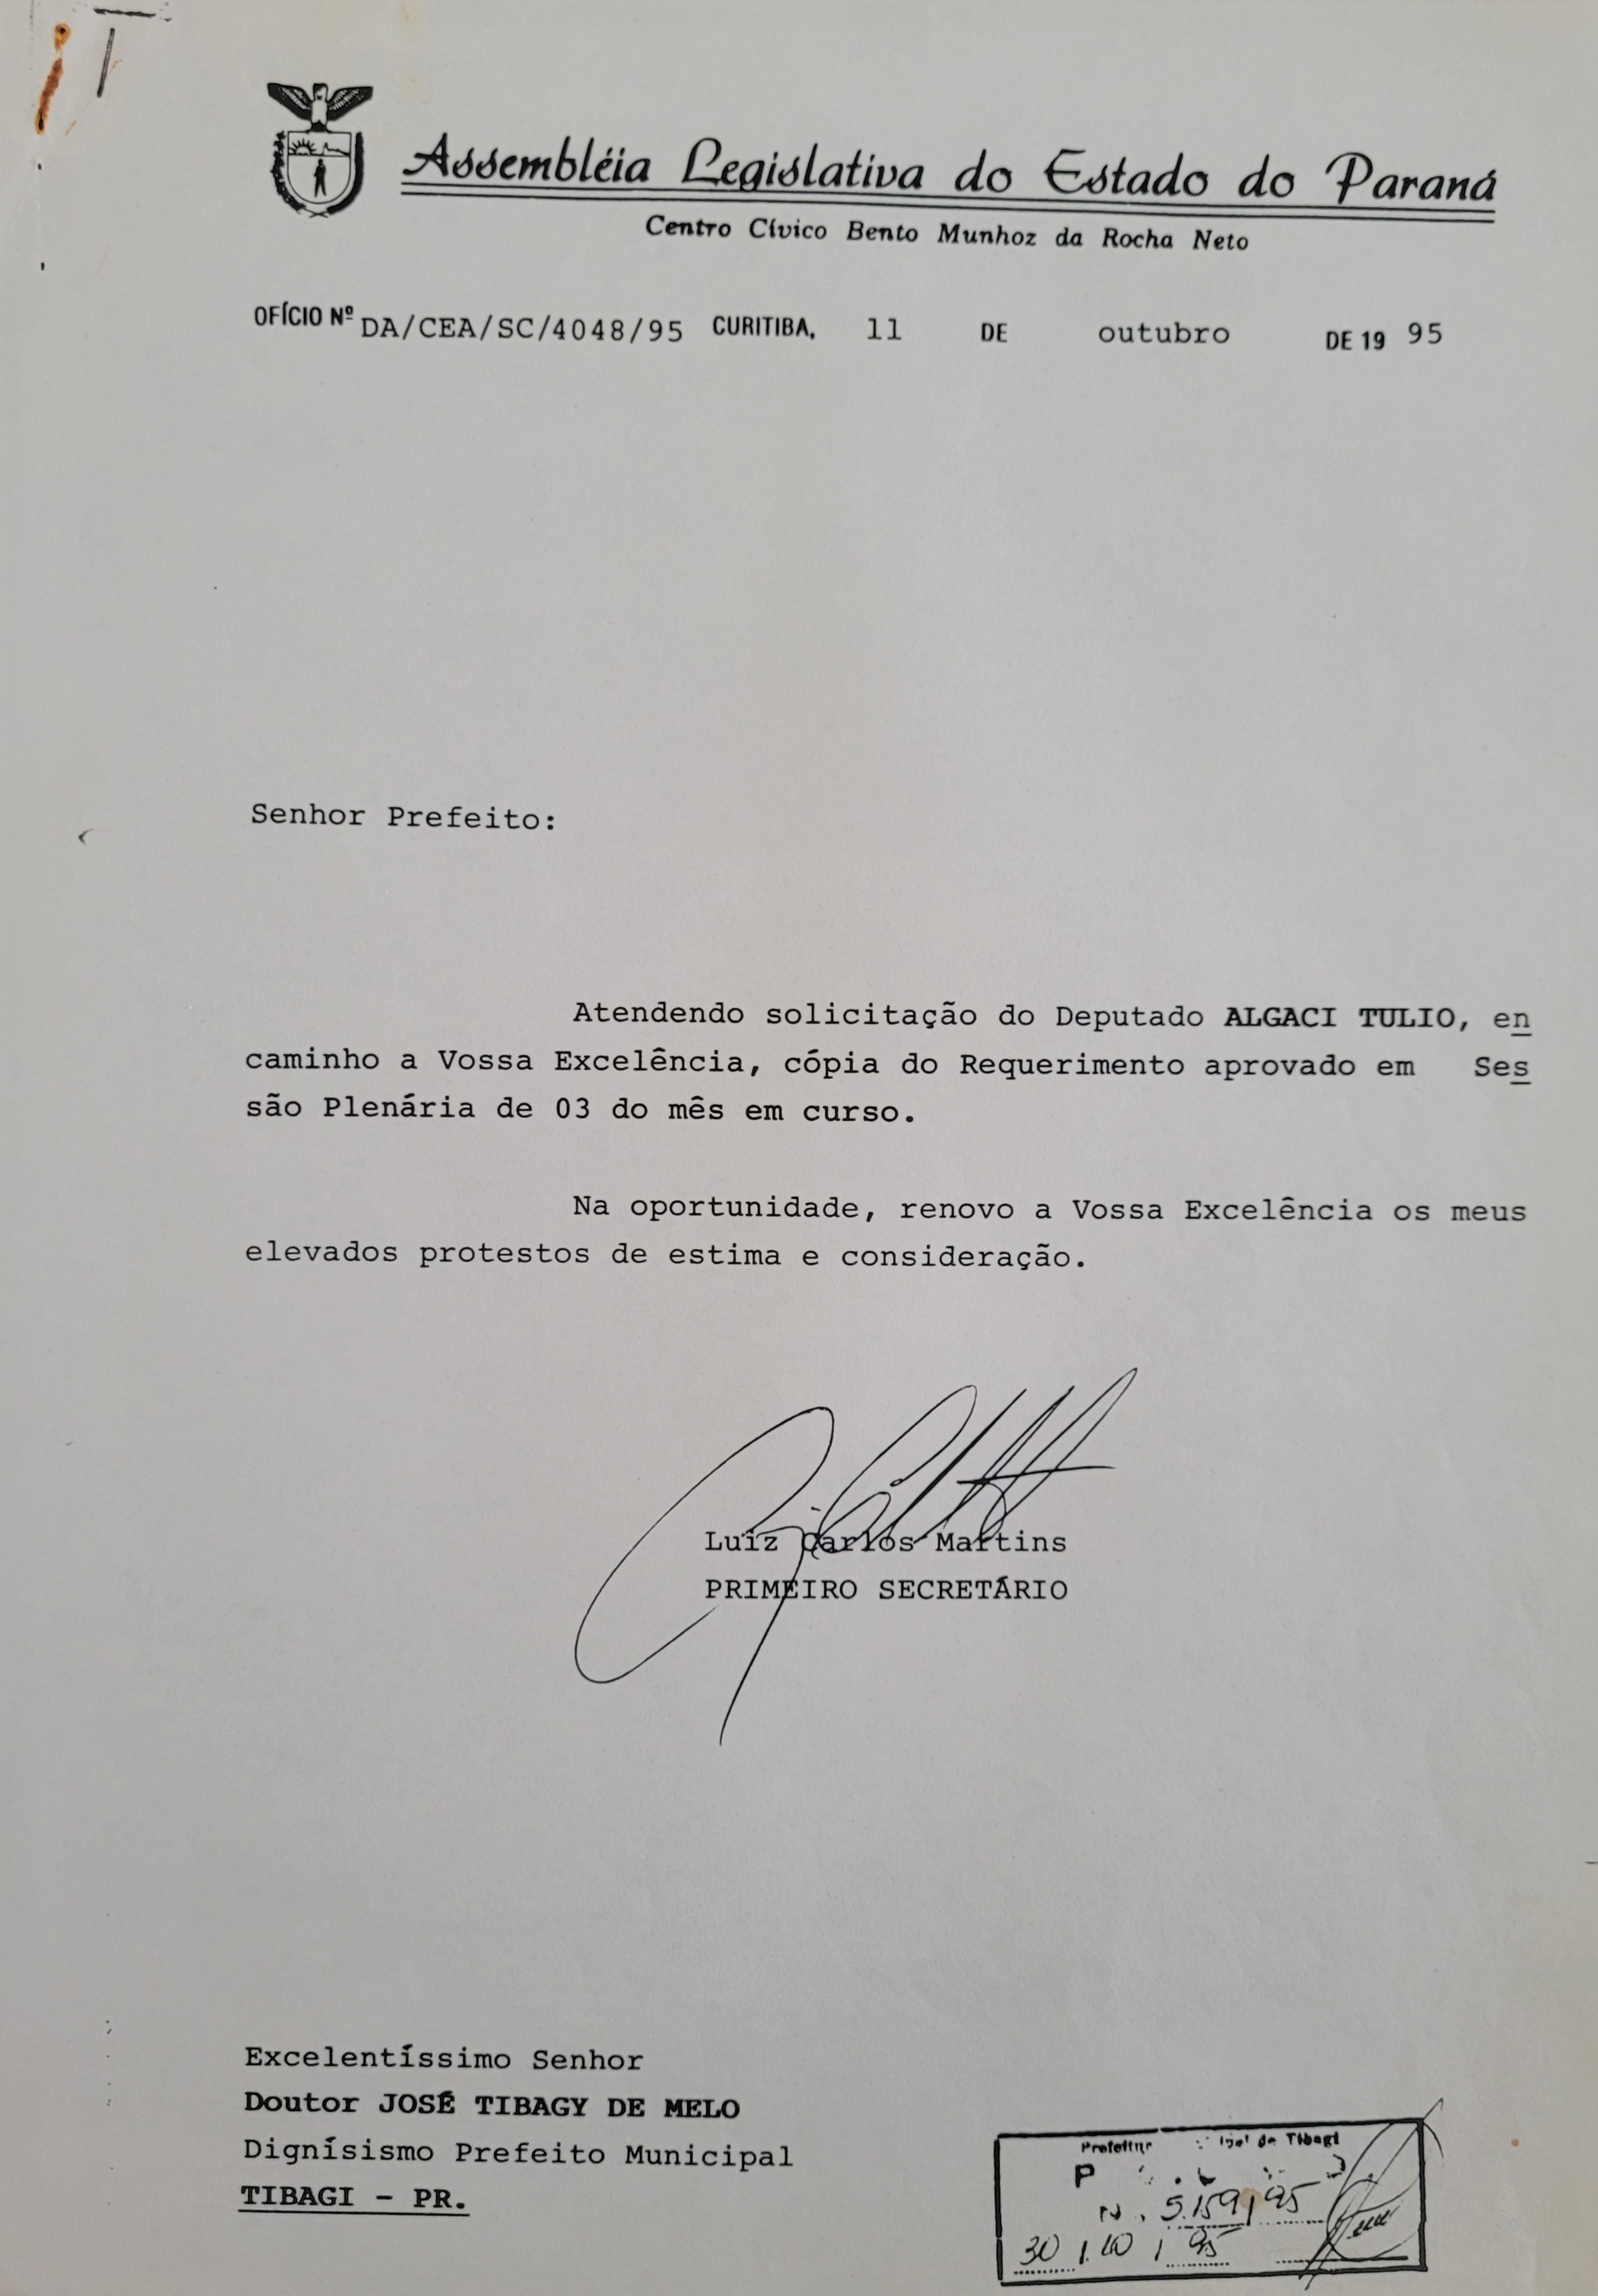 Assembléia Legislativa do Estado do Paraná
Centro Cívico Bento Munhoz da Rocha Neto
OFÍCIO Nº DA/CEA/SC/4048/95 CURITIBA, 11 DE outubro DE 19 95
Senhor Prefeito:
Atendendo solicitação do Deputado ALGACI TULIO, en
caminho a Vossa Excelência, cópia do Requerimento aprovado em Ses
são Plenária de 03 do mês em curso.
Na oportunidade, renovo a Vossa Excelência os meus
elevados protestos de estima e consideração.
Luiz Carlos Martins
PRIMEIRO SECRETÁRIO
Excelentíssimo Senhor
Doutor JOSÉ TIBAGY DE MELO
Dignísismo Prefeito Municipal
TIBAGI - PR.
de Tibagi
N. 5.159/95
30/10/95